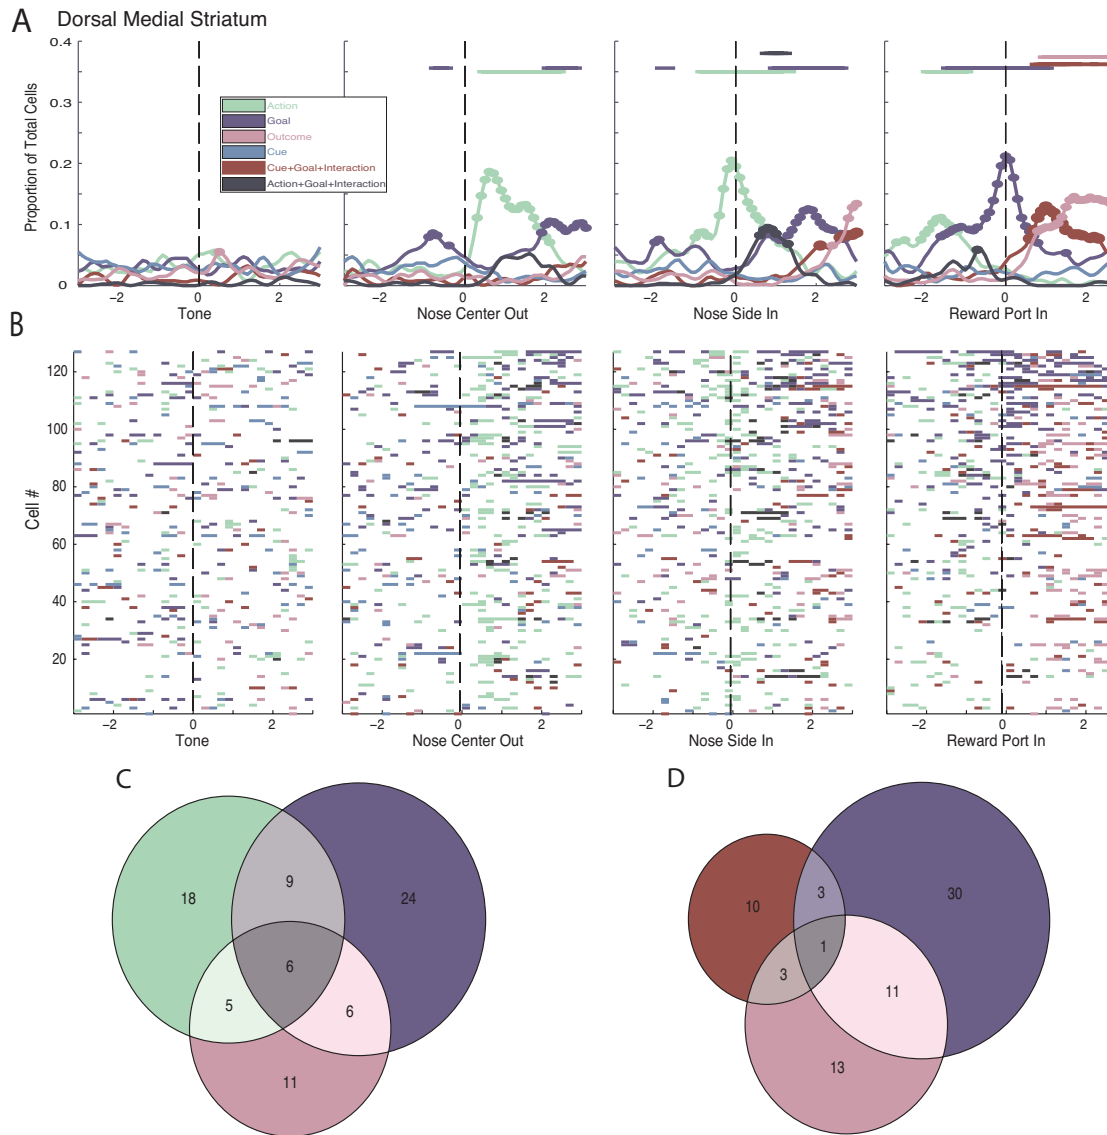 A Dorsal Medial Striatum
Proportion of Total Cells
0.4
0.3
0.2
0.1
0
Action
Goal
Outcome
Cue
Cue+Goal+Interaction
Action+Goal+Interaction
−2 0 2 −2 0 2 −2 0 2 −2 0 2
Tone Nose Center Out Nose Side In Reward Port In
B
Cell #
120
100
80
60
40
20
−2 0 2 −2 0 2 −2 0 2 −2 0 2
Tone Nose Center Out Nose Side In Reward Port In
C
18 9 24
6
5 6
11
D
10 3 30
1
3 11
13